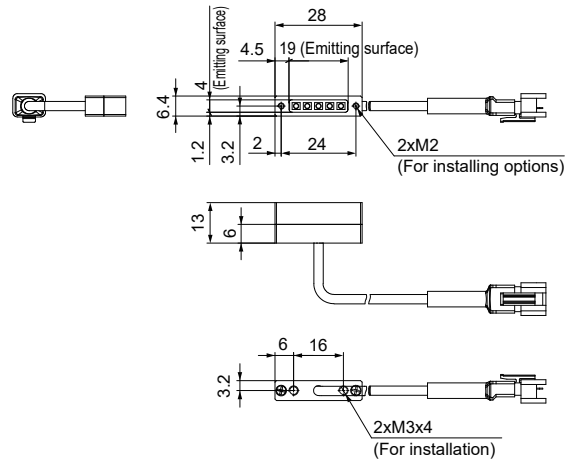 28
4.5
19 (Emitting surface)
4
(Emitting surface)
6.4
1.2
3.2
2
24
2xM2
(For installing options)
13
6
6
16
3.2
2xM3x4
(For installation)